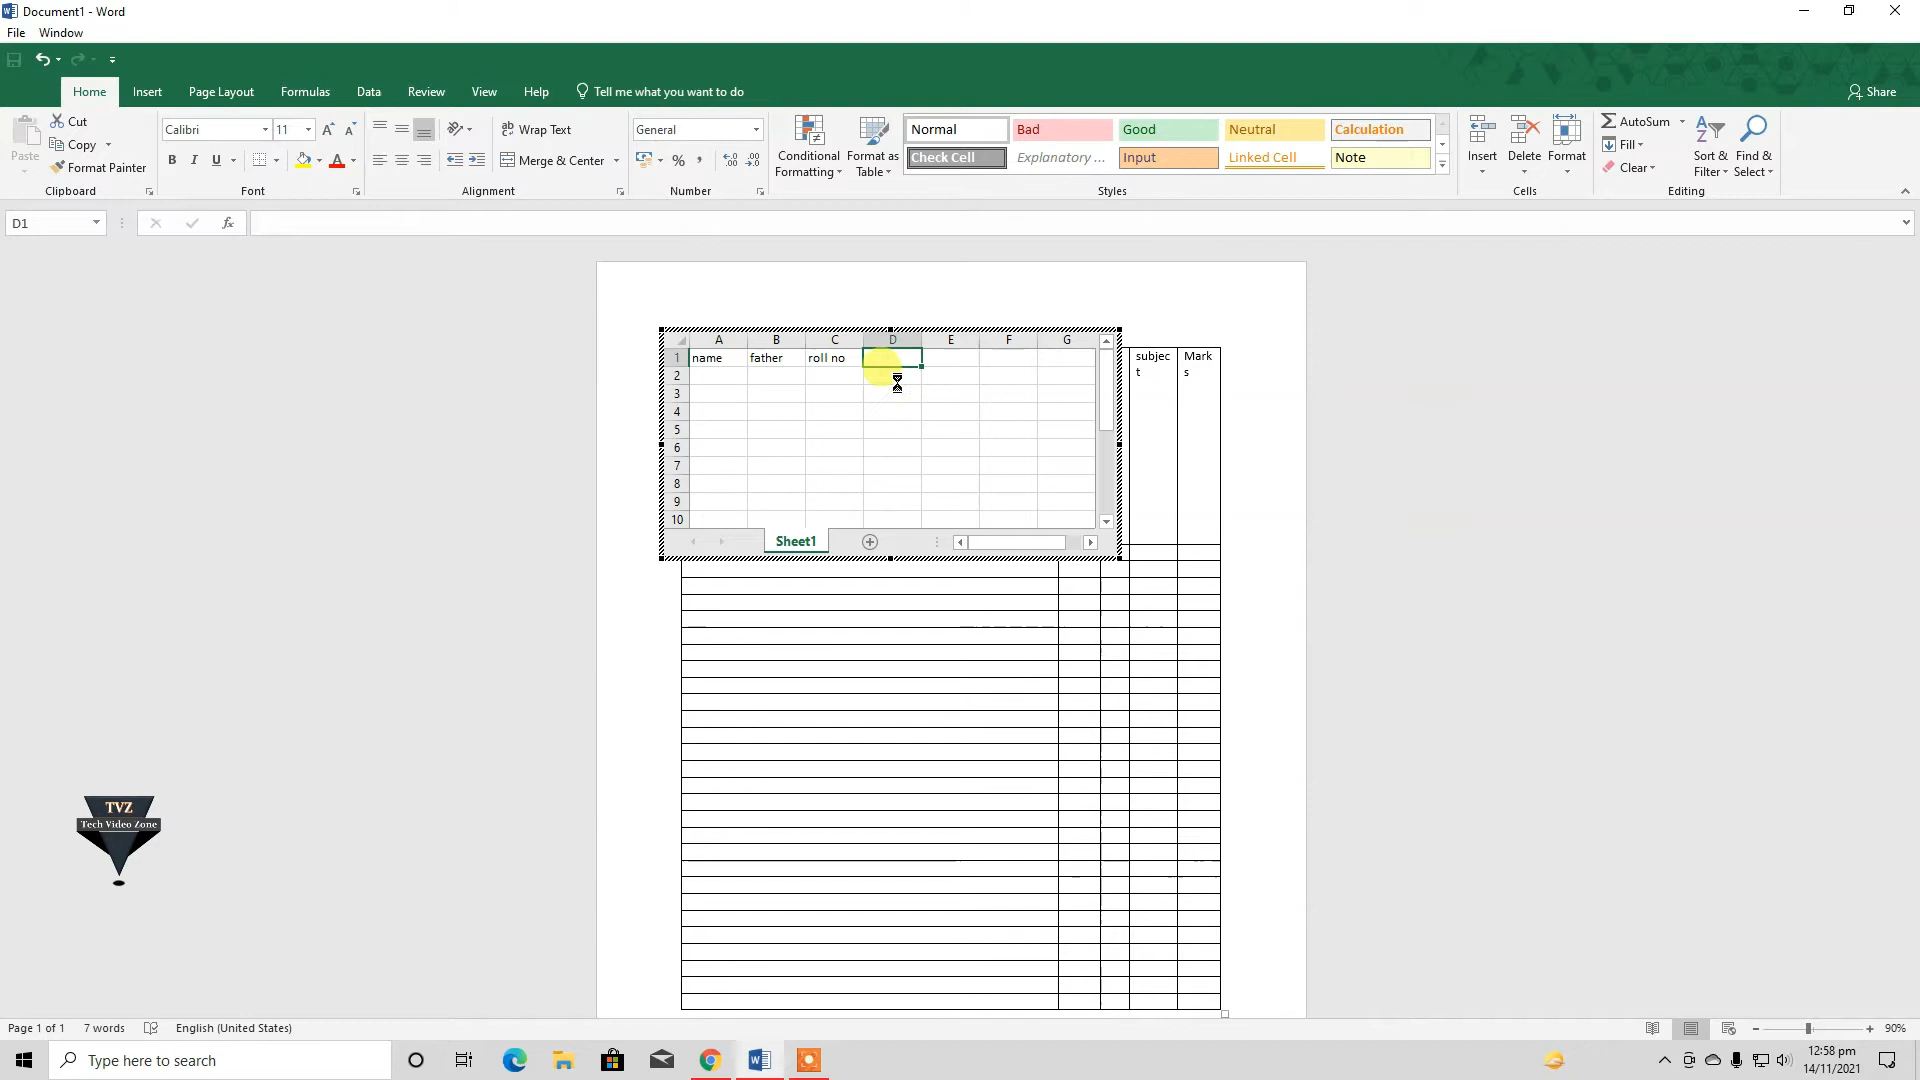 Document1 - Word
File Window
Home Insert Page Layout Formulas Data Review View Help Tell me what you want to do Share
Paste
Cut
Copy
Format Painter
Calibri 11
B I U
Wrap Text
Merge & Center
General
%
Conditional Formatting
Format as Table
Normal Bad Good Neutral Calculation
Check Cell Explanatory ... Input Linked Cell Note
Insert Delete Format
AutoSum
Fill
Clear
Sort & Filter
Find & Select
Clipboard Font Alignment Number Styles Cells Editing
D1 fx
A B C D E F G
1 name father roll no
2
3
4
5
6
7
8
9
10
Sheet1
subjec
t
Mark
s
TVZ
Tech Video Zone
Page 1 of 1 7 words English (United States) 90%
Type here to search
12:58 pm
14/11/2021